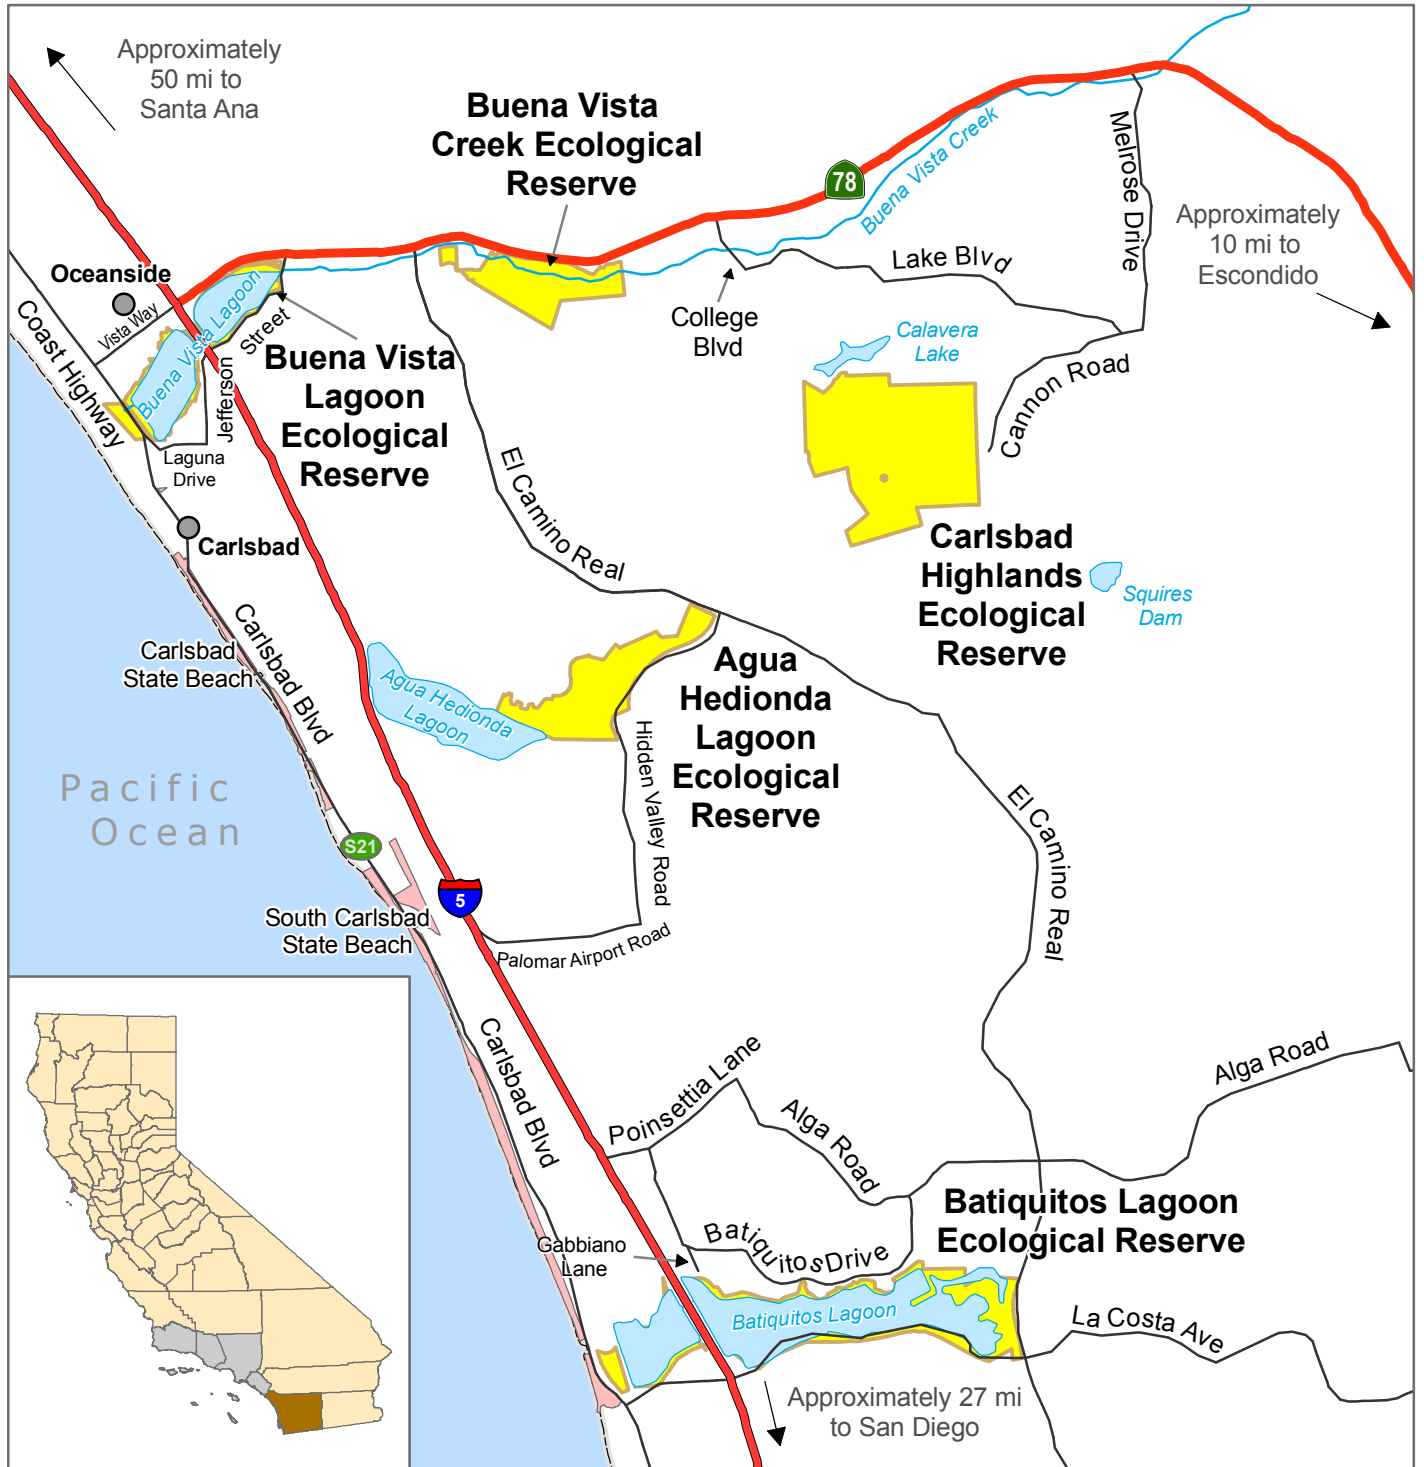 Approximately
50 mi to
Santa Ana
Buena Vista
Creek Ecological
Reserve
78
Buena Vista Creek
Melrose Drive
Approximately
10 mi to
Escondido
Oceanside
Vista Way
Coast Highway
Buena Vista Lagoon
Buena Vista Lagoon
Jefferson Street
Laguna
Drive
Buena Vista
Lagoon
Ecological
Reserve
College
Blvd
Lake Blvd
Calavera
Lake
Cannon Road
El Camino Real
Carlsbad
Carlsbad
Highlands
Ecological
Reserve
Squires
Dam
Carlsbad
State Beach
Carlsbad Blvd
Agua Hedionda
Lagoon
Agua
Hedionda
Lagoon
Ecological
Reserve
Hidden Valley Road
Pacific
Ocean
S21
5
El Camino Real
South Carlsbad
State Beach
Palomar Airport Road
Carlsbad Blvd
Poinsettia Lane
Alga Road
Alga Road
Batiquitos Lagoon
Ecological Reserve
Gabbiano
Lane
Batiquitos Drive
Batiquitos Lagoon
La Costa Ave
Approximately 27 mi
to San Diego